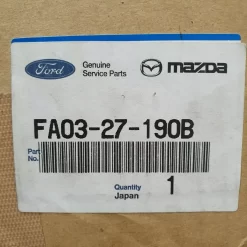 Ford
Genuine
Service Parts
mazda
FA03-27-190B
Part
No.
Quantity 1
Japan